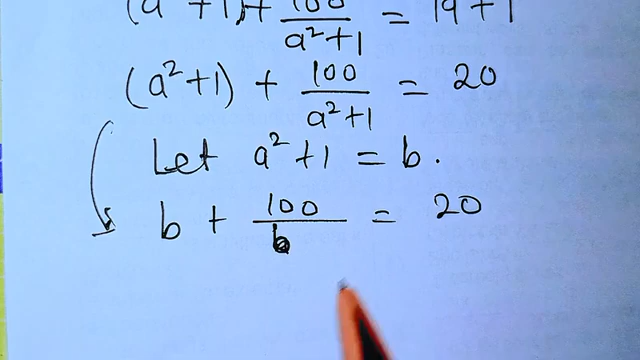 (a² + 1) + 100/(a² + 1) = 19 + 1
(a² + 1) + 100/(a² + 1) = 20
Let a² + 1 = b.
b + 100/b = 20